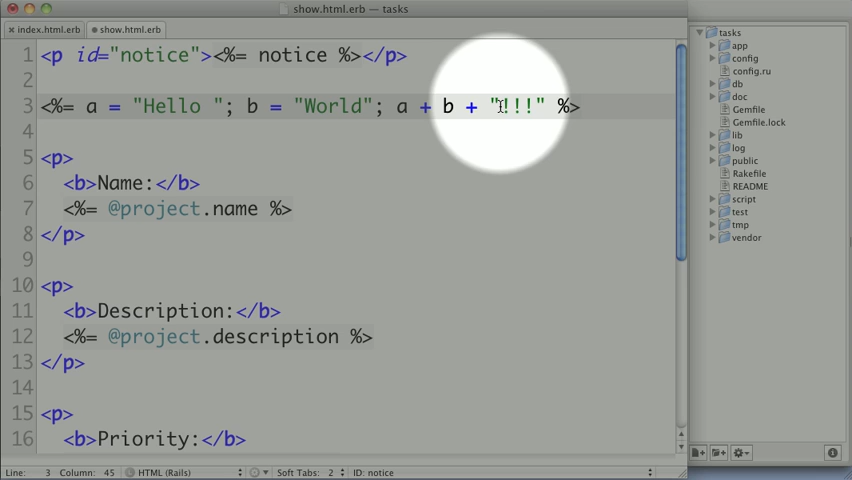 show.html.erb — tasks
index.html.erb
show.html.erb
1 <p id="notice"><%= notice %></p>
2
3 <%= a = "Hello "; b = "World"; a + b + "!!!" %>
4
5 <p>
6 <b>Name:</b>
7 <%= @project.name %>
8 </p>
9
10 <p>
11 <b>Description:</b>
12 <%= @project.description %>
13 </p>
14
15 <p>
16 <b>Priority:</b>
Line: 3 Column: 45 HTML (Rails) Soft Tabs: 2 ID: notice
tasks
app
config
config.ru
db
doc
Gemfile
Gemfile.lock
lib
log
public
Rakefile
README
script
test
tmp
vendor